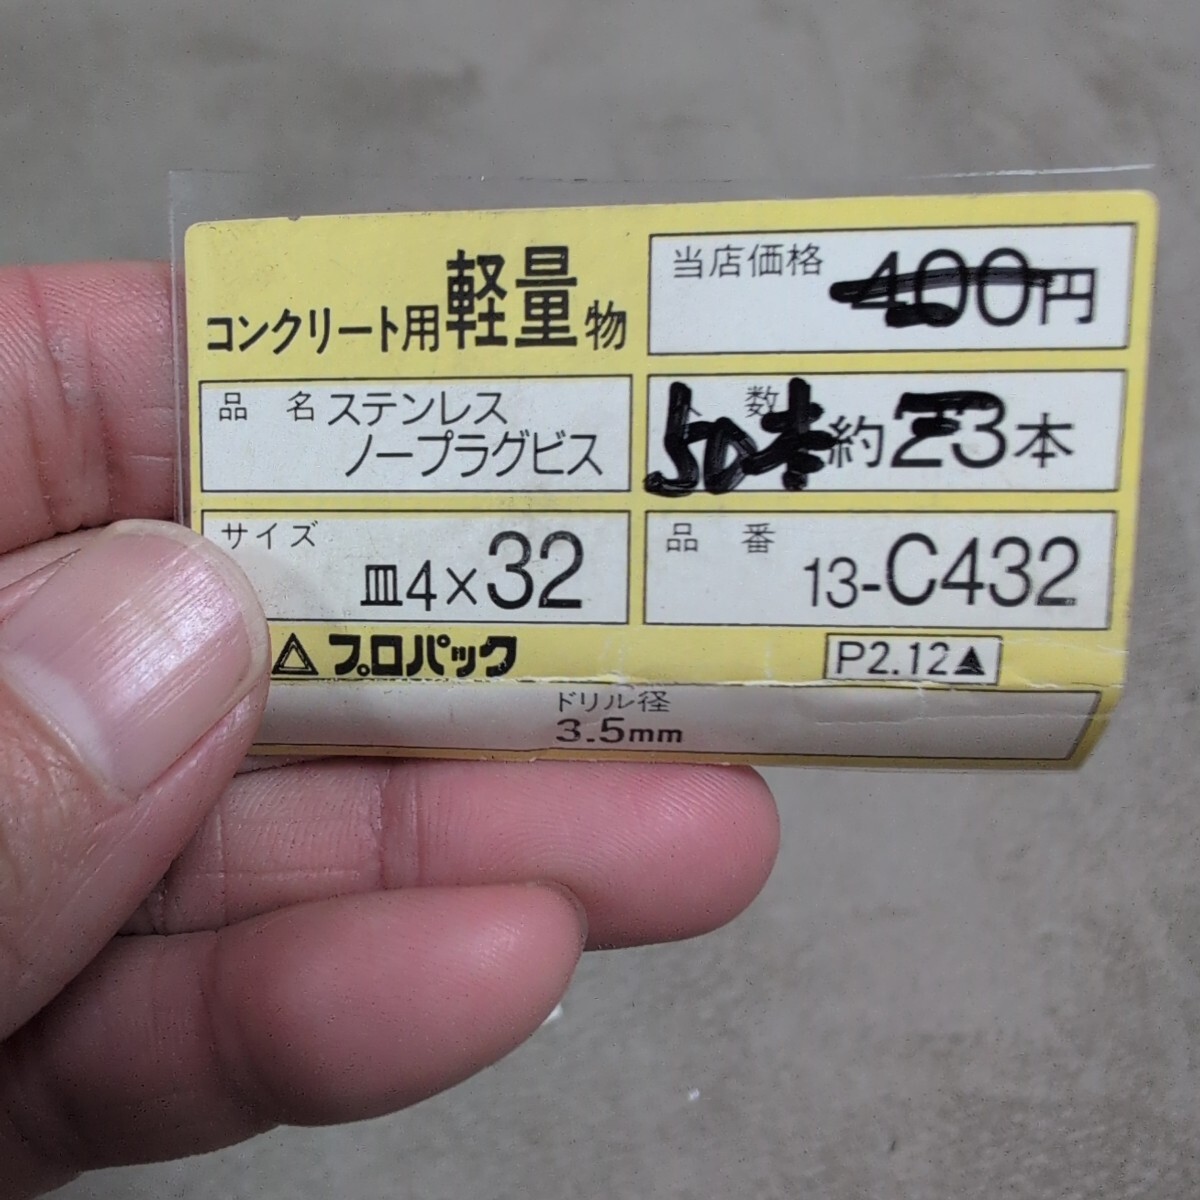 コンクリート用軽量物
当店価格
400円
品名 ステンレス
ノープラグビス
入数
50本
約23本
サイズ
皿4×32
品番
13-C432
プロパック
P2.12▲
ドリル径
3.5mm